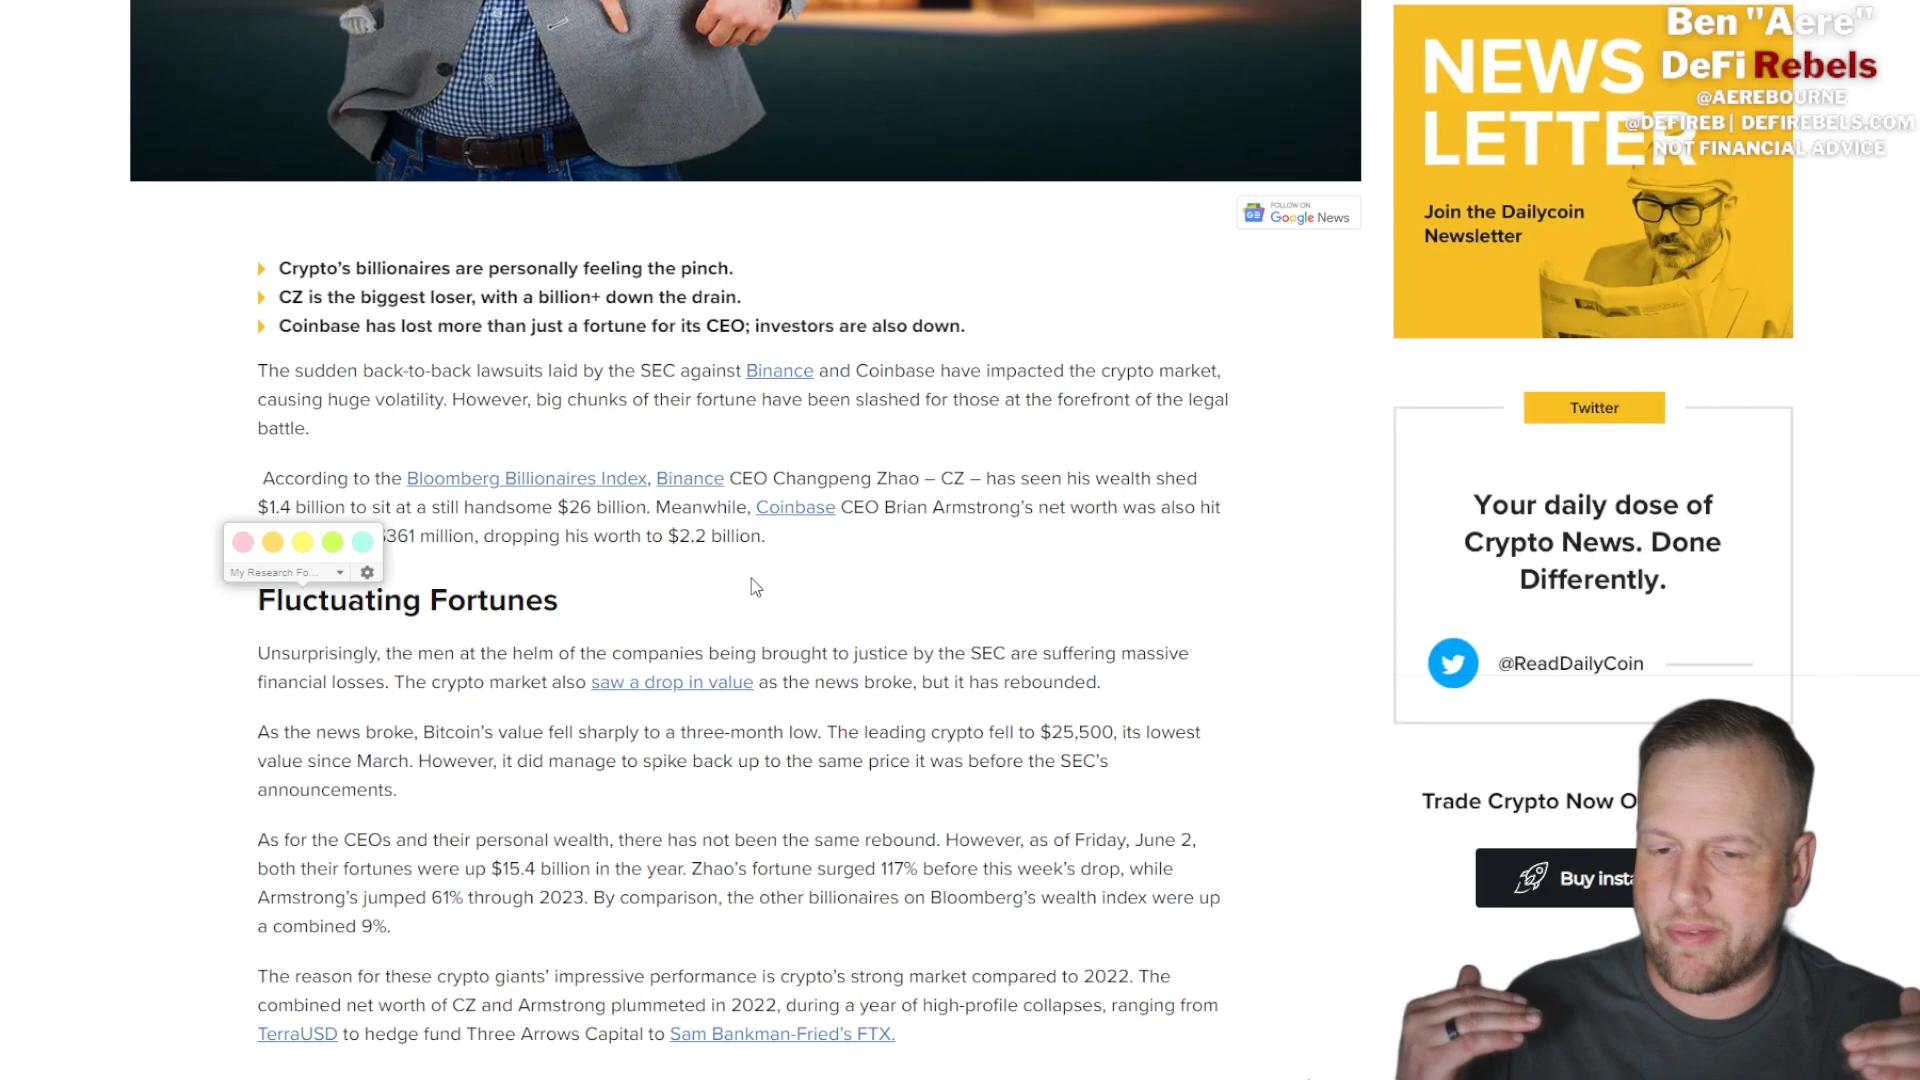 Ben "Aere"
DeFi Rebels
@AEREBOURNE
@DEFIREB | DEFIREBELS.COM
NOT FINANCIAL ADVICE
NEWS
LETTER
Join the Dailycoin
Newsletter
FOLLOW ON
Google News
GE
Crypto's billionaires are personally feeling the pinch.
CZ is the biggest loser, with a billion+ down the drain.
Coinbase has lost more than just a fortune for its CEO; investors are also down.
The sudden back-to-back lawsuits laid by the SEC against Binance and Coinbase have impacted the crypto market,
causing huge volatility. However, big chunks of their fortune have been slashed for those at the forefront of the legal
battle.
According to the Bloomberg Billionaires Index, Binance CEO Changpeng Zhao – CZ – has seen his wealth shed
$1.4 billion to sit at a still handsome $26 billion. Meanwhile, Coinbase CEO Brian Armstrong's net worth was also hit
$361 million, dropping his worth to $2.2 billion.
My Research Fo...
Fluctuating Fortunes
Unsurprisingly, the men at the helm of the companies being brought to justice by the SEC are suffering massive
financial losses. The crypto market also saw a drop in value as the news broke, but it has rebounded.
As the news broke, Bitcoin's value fell sharply to a three-month low. The leading crypto fell to $25,500, its lowest
value since March. However, it did manage to spike back up to the same price it was before the SEC's
announcements.
As for the CEOs and their personal wealth, there has not been the same rebound. However, as of Friday, June 2,
both their fortunes were up $15.4 billion in the year. Zhao's fortune surged 117% before this week's drop, while
Armstrong's jumped 61% through 2023. By comparison, the other billionaires on Bloomberg's wealth index were up
a combined 9%.
The reason for these crypto giants' impressive performance is crypto's strong market compared to 2022. The
combined net worth of CZ and Armstrong plummeted in 2022, during a year of high-profile collapses, ranging from
TerraUSD to hedge fund Three Arrows Capital to Sam Bankman-Fried's FTX.
Twitter
Your daily dose of
Crypto News. Done
Differently.
@ReadDailyCoin
Trade Crypto Now O
Buy insta